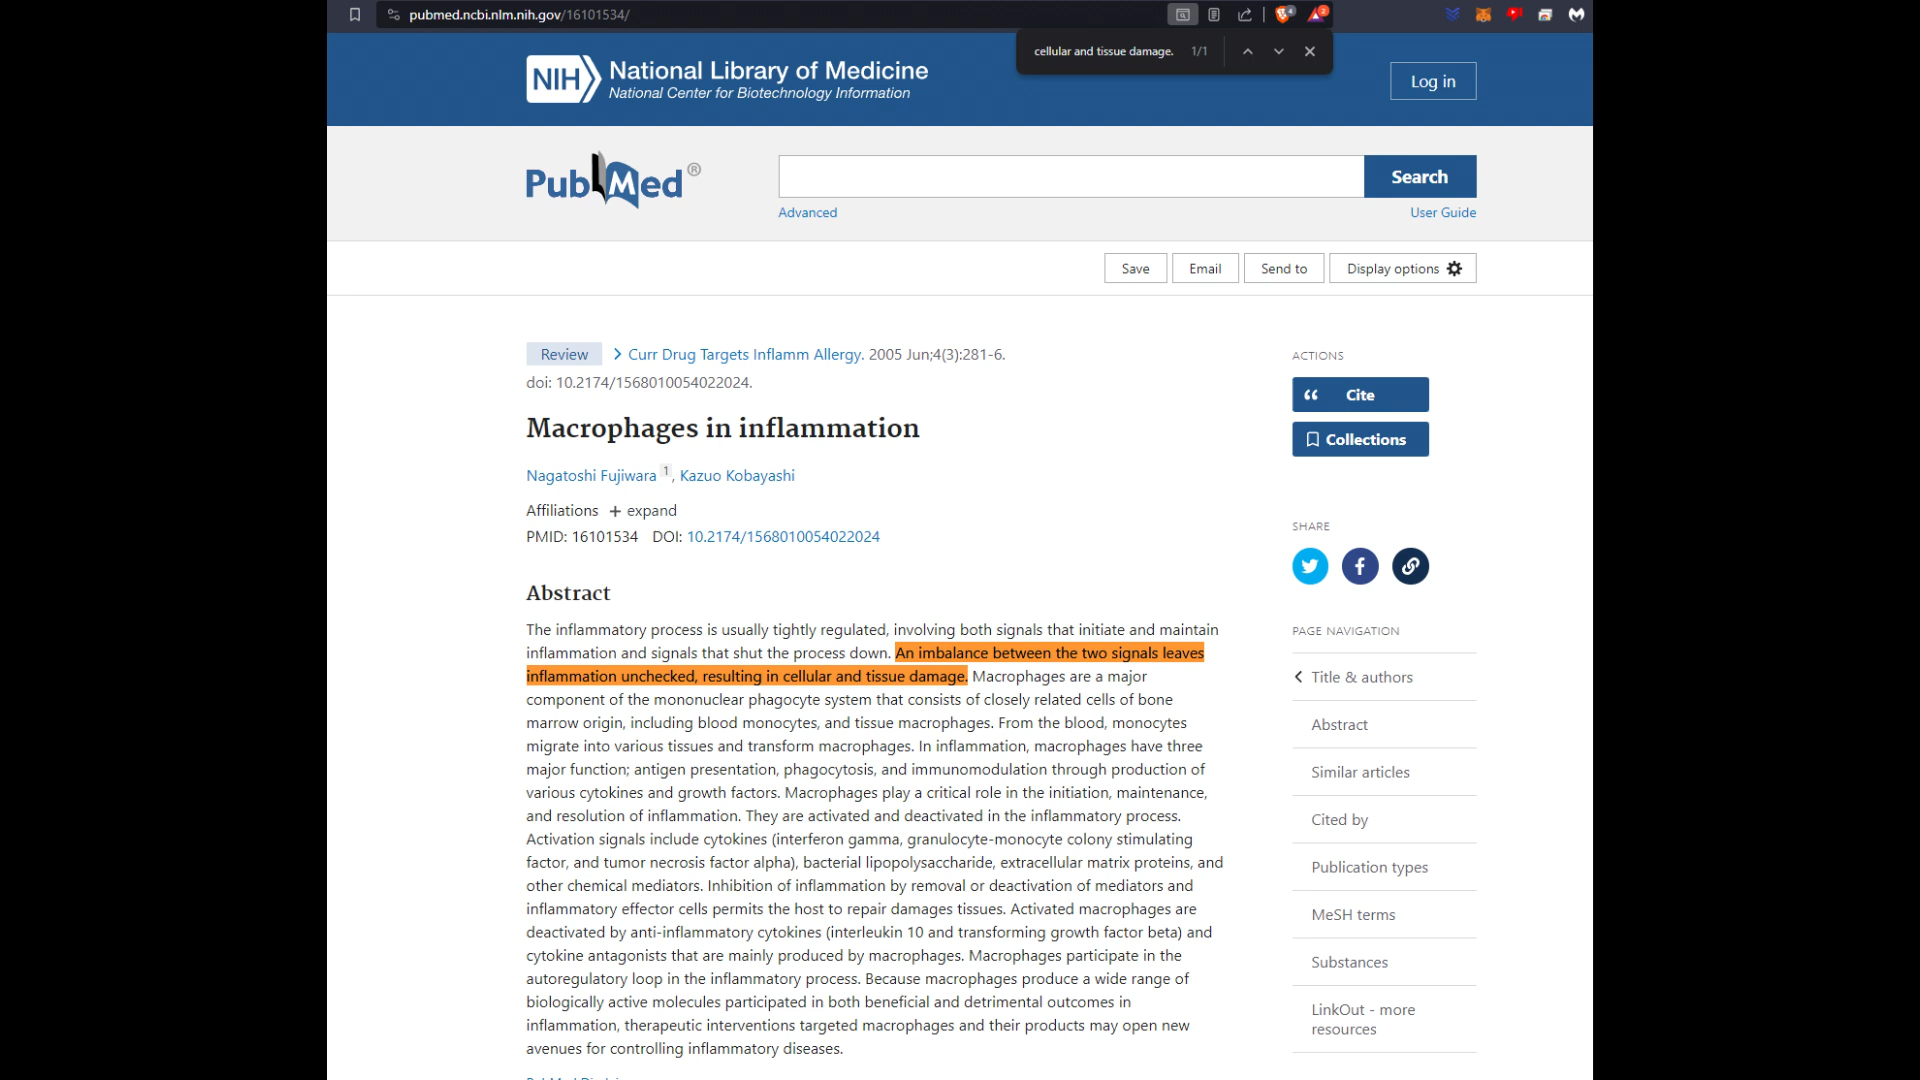 pubmed.ncbi.nlm.nih.gov/16101534/
cellular and tissue damage. 1/1
NIH National Library of Medicine
National Center for Biotechnology Information
Log in
PubMed®
Search
Advanced
User Guide
Save
Email
Send to
Display options
Review
Curr Drug Targets Inflamm Allergy. 2005 Jun;4(3):281-6.
doi: 10.2174/1568010054022024.
Macrophages in inflammation
Nagatoshi Fujiwara 1, Kazuo Kobayashi
Affiliations + expand
PMID: 16101534 DOI: 10.2174/1568010054022024
Abstract
The inflammatory process is usually tightly regulated, involving both signals that initiate and maintain
inflammation and signals that shut the process down. An imbalance between the two signals leaves
inflammation unchecked, resulting in cellular and tissue damage. Macrophages are a major
component of the mononuclear phagocyte system that consists of closely related cells of bone
marrow origin, including blood monocytes, and tissue macrophages. From the blood, monocytes
migrate into various tissues and transform macrophages. In inflammation, macrophages have three
major function; antigen presentation, phagocytosis, and immunomodulation through production of
various cytokines and growth factors. Macrophages play a critical role in the initiation, maintenance,
and resolution of inflammation. They are activated and deactivated in the inflammatory process.
Activation signals include cytokines (interferon gamma, granulocyte-monocyte colony stimulating
factor, and tumor necrosis factor alpha), bacterial lipopolysaccharide, extracellular matrix proteins, and
other chemical mediators. Inhibition of inflammation by removal or deactivation of mediators and
inflammatory effector cells permits the host to repair damages tissues. Activated macrophages are
deactivated by anti-inflammatory cytokines (interleukin 10 and transforming growth factor beta) and
cytokine antagonists that are mainly produced by macrophages. Macrophages participate in the
autoregulatory loop in the inflammatory process. Because macrophages produce a wide range of
biologically active molecules participated in both beneficial and detrimental outcomes in
inflammation, therapeutic interventions targeted macrophages and their products may open new
avenues for controlling inflammatory diseases.
ACTIONS
Cite
Collections
SHARE
PAGE NAVIGATION
Title & authors
Abstract
Similar articles
Cited by
Publication types
MeSH terms
Substances
LinkOut - more
resources